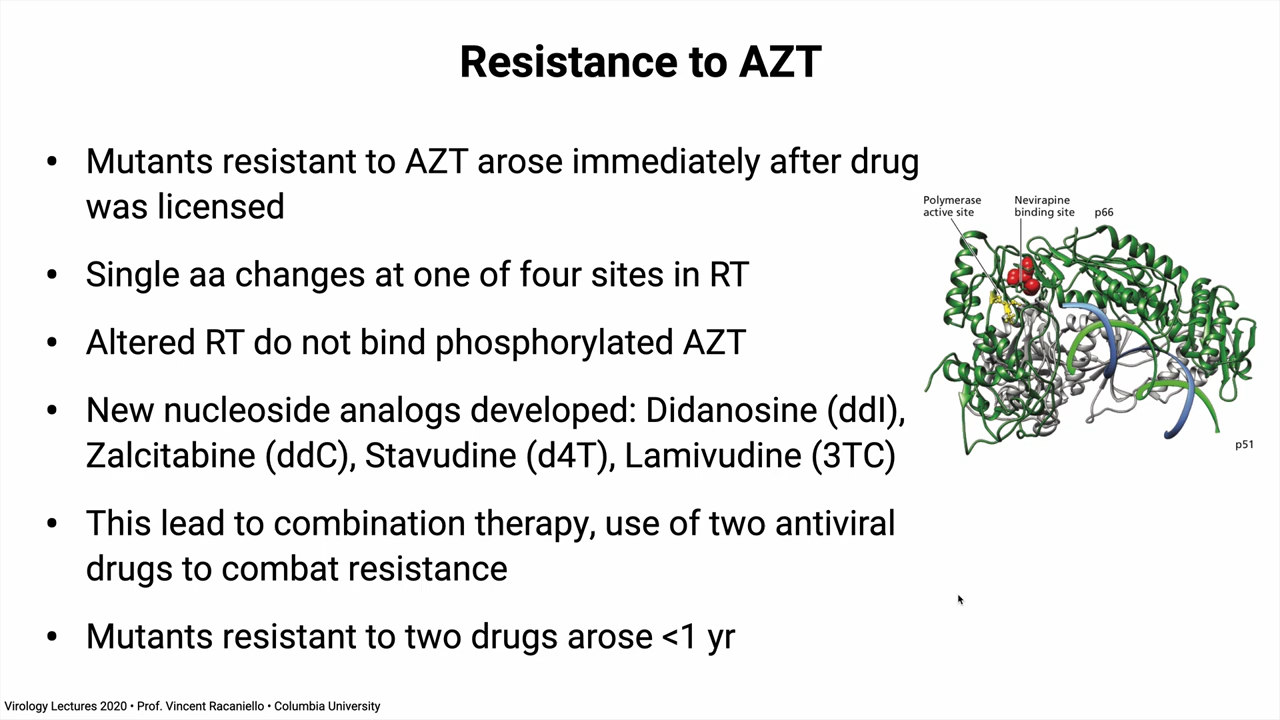 Resistance to AZT
• Mutants resistant to AZT arose immediately after drug
was licensed
• Single aa changes at one of four sites in RT
• Altered RT do not bind phosphorylated AZT
• New nucleoside analogs developed: Didanosine (ddI),
Zalcitabine (ddC), Stavudine (d4T), Lamivudine (3TC)
• This lead to combination therapy, use of two antiviral
drugs to combat resistance
• Mutants resistant to two drugs arose <1 yr
Polymerase
active site
Nevirapine
binding site
p66
p51
Virology Lectures 2020 • Prof. Vincent Racaniello • Columbia University